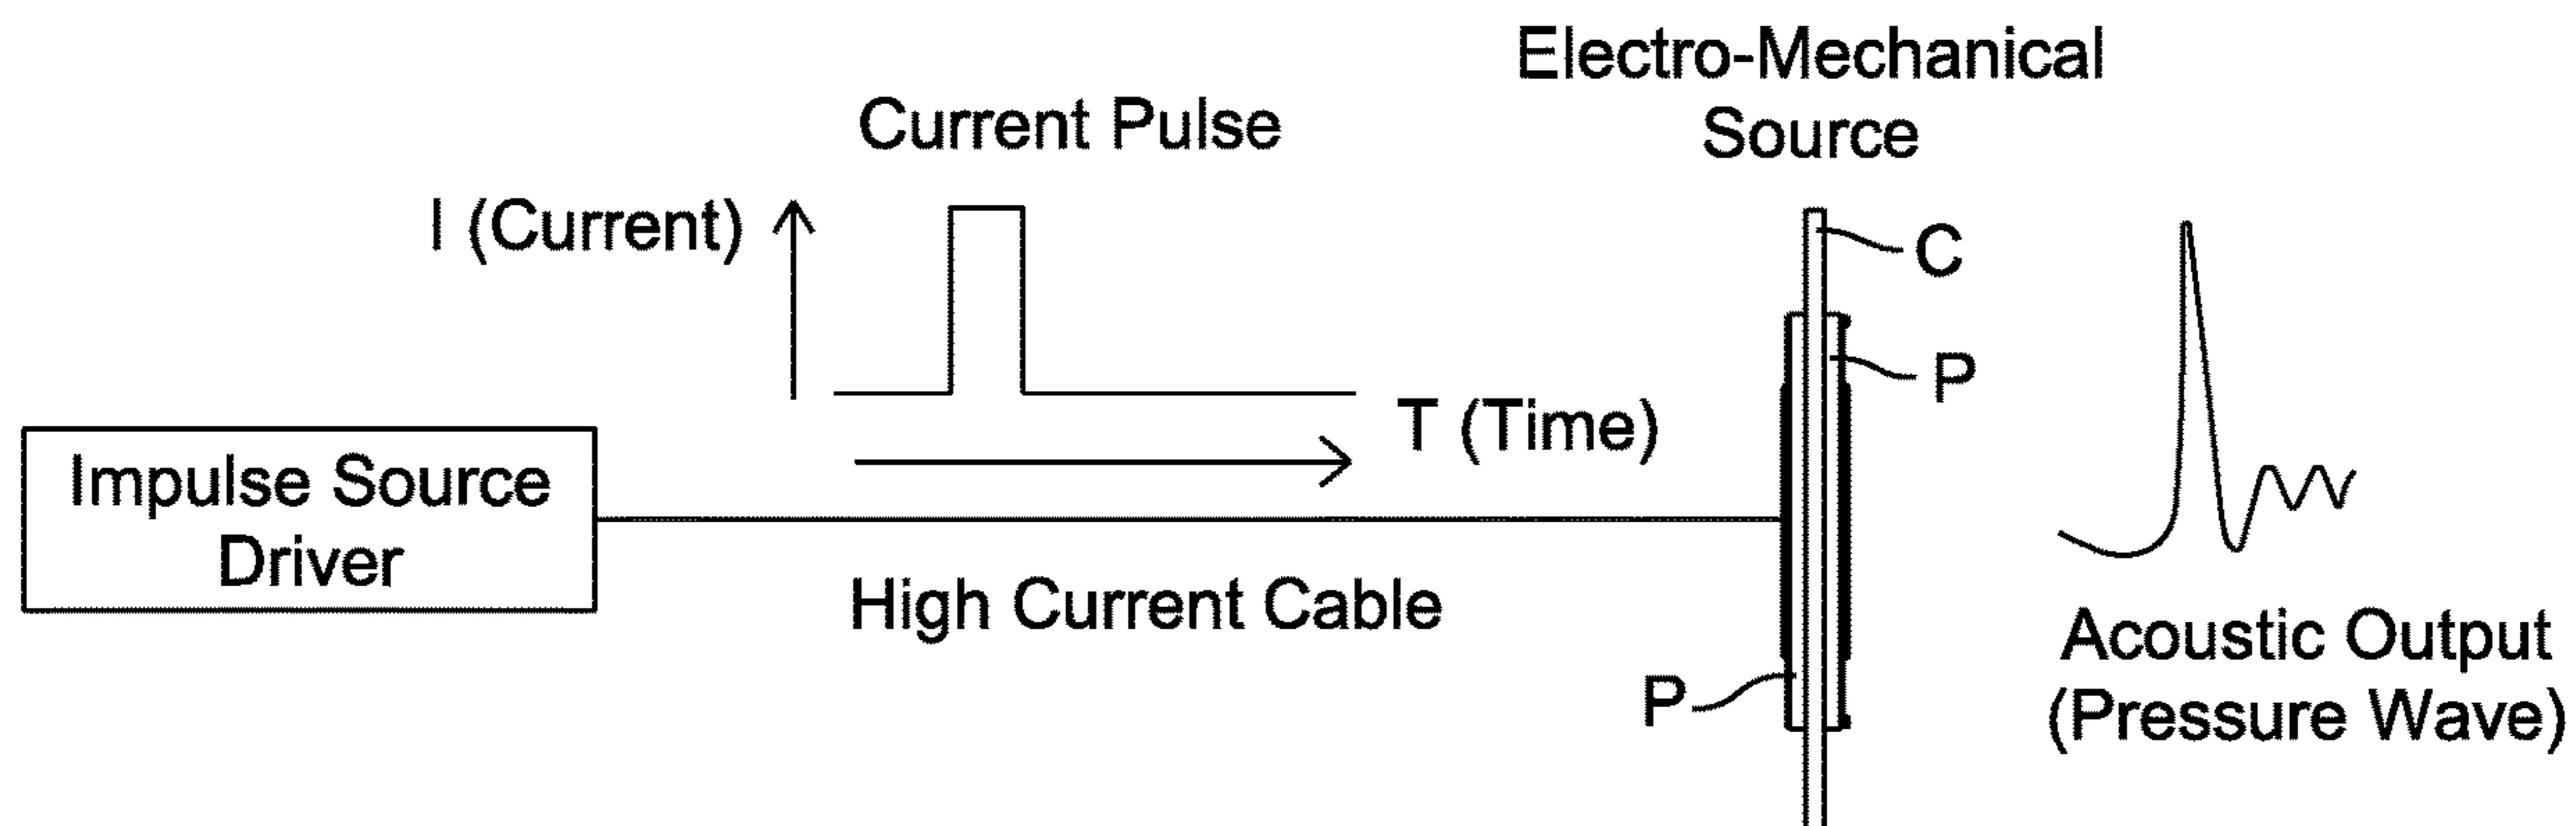 Electro-Mechanical
Source
Current Pulse
I (Current)
C
P
T (Time)
Impulse Source
Driver
High Current Cable
P
Acoustic Output
(Pressure Wave)